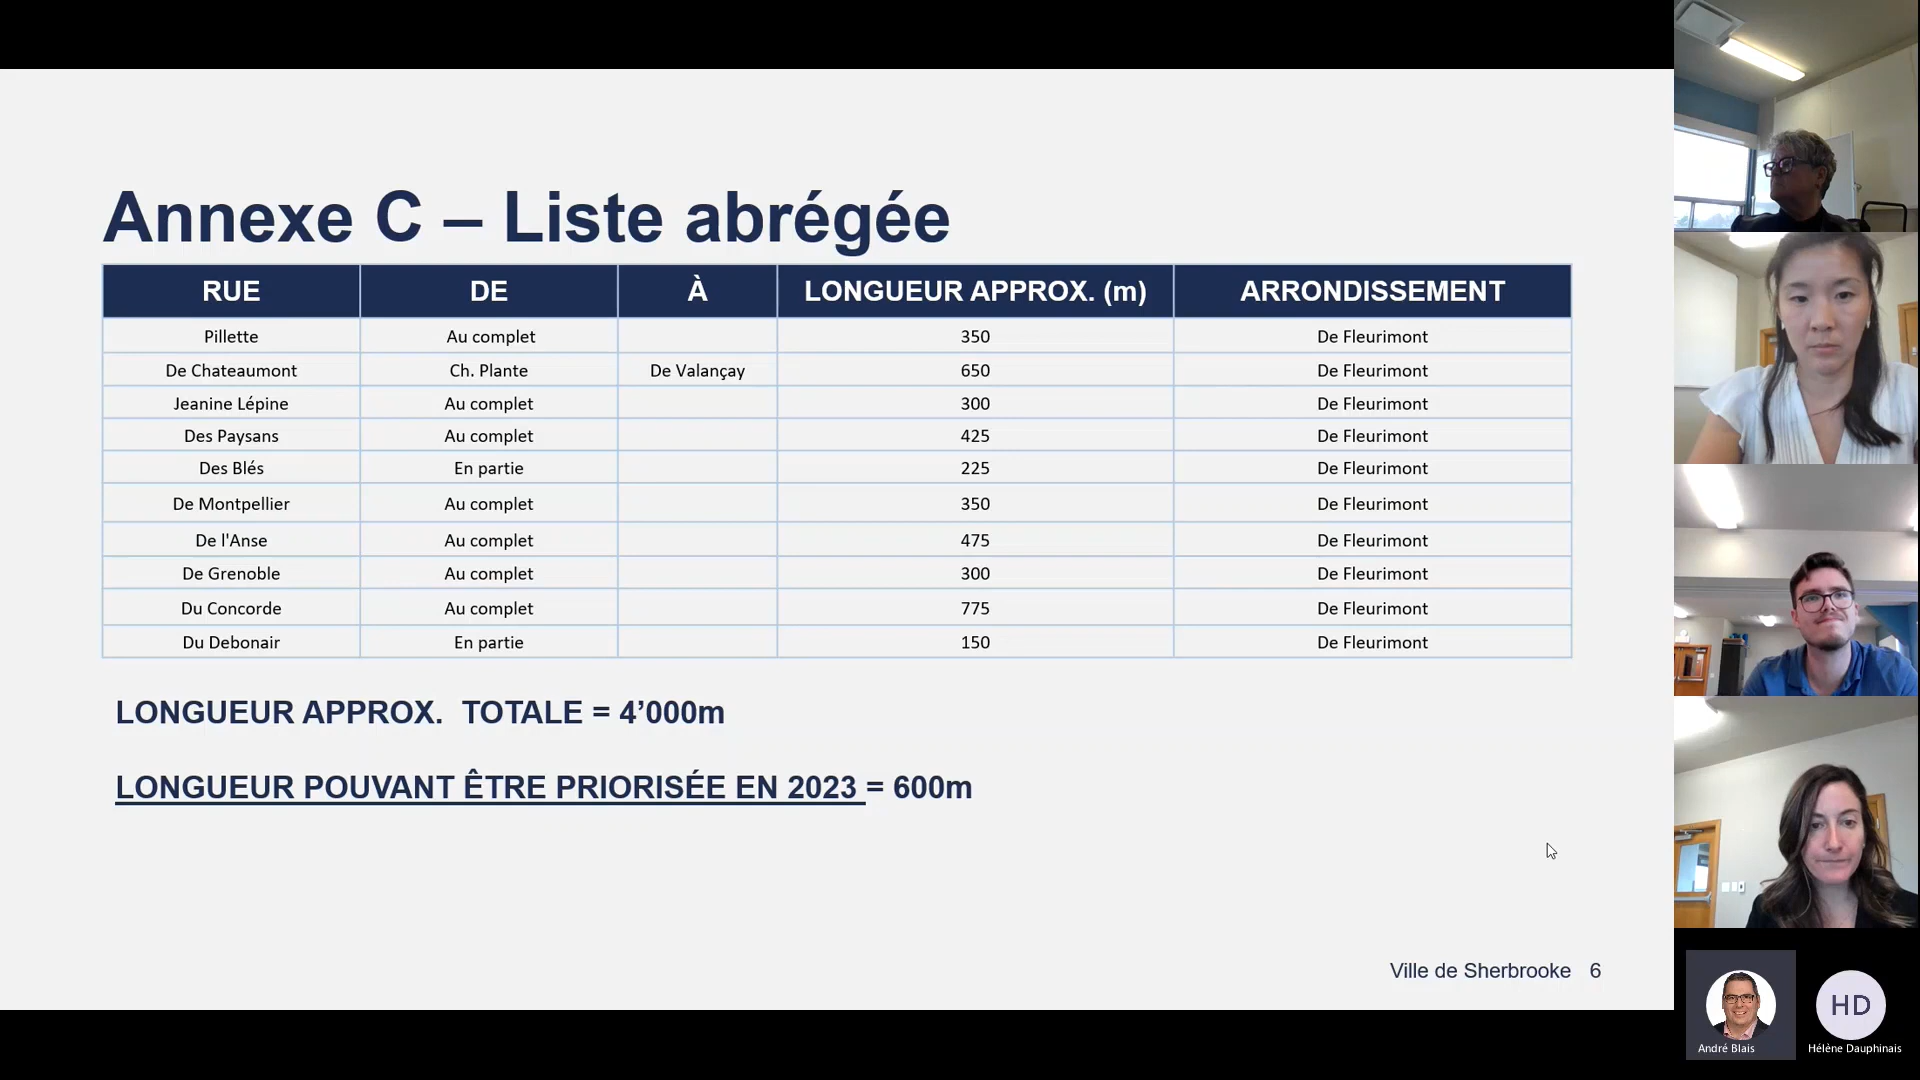 Annexe C – Liste abrégée
RUE DE À LONGUEUR APPROX. (m) ARRONDISSEMENT
Pillette Au complet 350 De Fleurimont
De Chateaumont Ch. Plante De Valançay 650 De Fleurimont
Jeanine Lépine Au complet 300 De Fleurimont
Des Paysans Au complet 425 De Fleurimont
Des Blés En partie 225 De Fleurimont
De Montpellier Au complet 350 De Fleurimont
De l'Anse Au complet 475 De Fleurimont
De Grenoble Au complet 300 De Fleurimont
Du Concorde Au complet 775 De Fleurimont
Du Debonair En partie 150 De Fleurimont
LONGUEUR APPROX. TOTALE = 4’000m
LONGUEUR POUVANT ÊTRE PRIORISÉE EN 2023 = 600m
Ville de Sherbrooke 6
HD
André Blais
Hélène Dauphinais